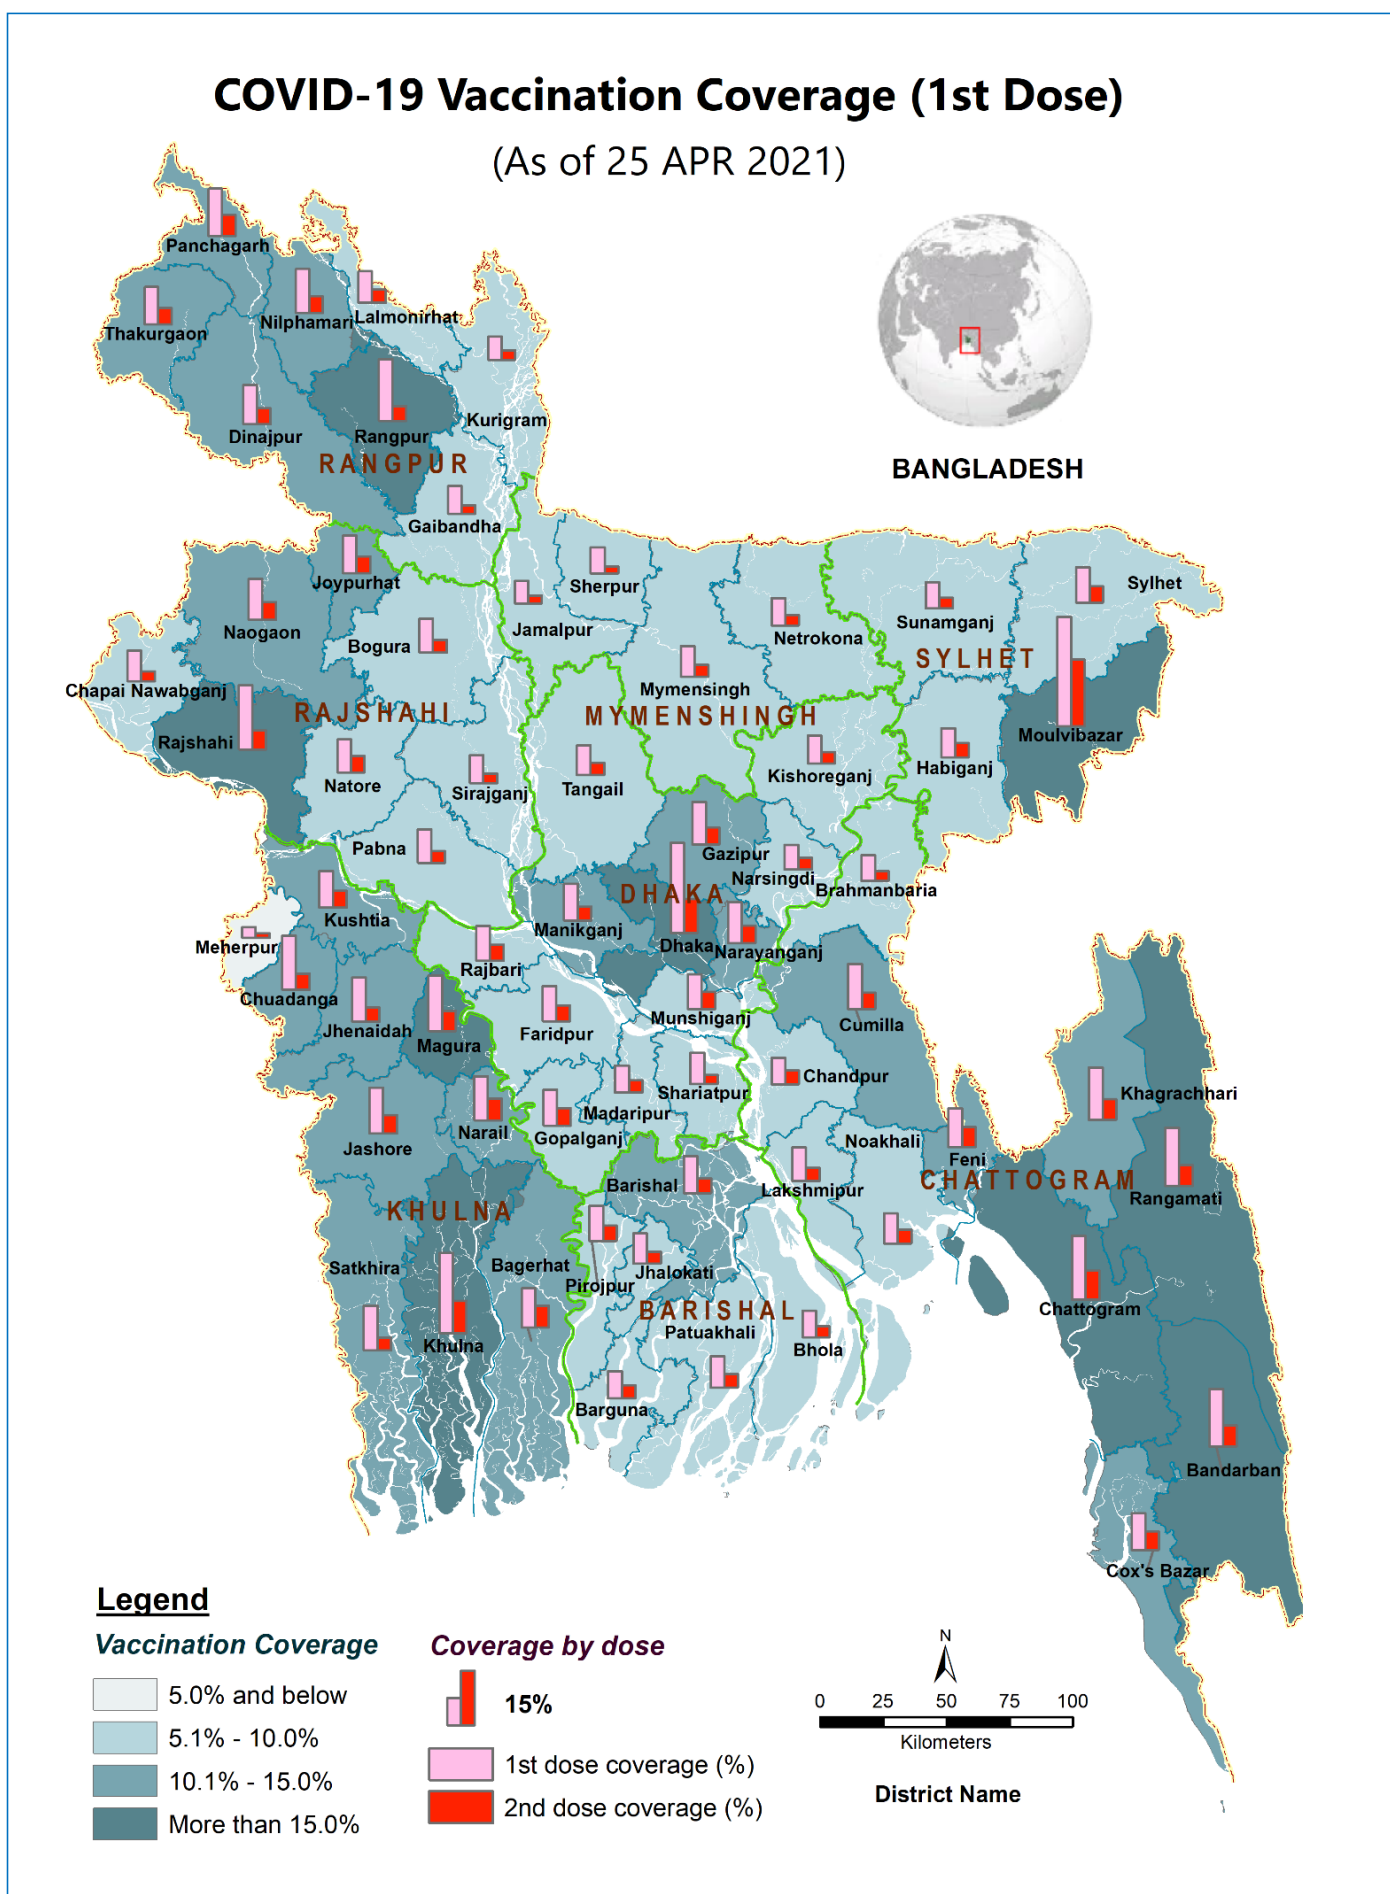 COVID-19 Vaccination Coverage (1st Dose)
(As of 25 APR 2021)
Panchagarh
Thakurgaon
Nilphamari
Lalmonirhat
Dinajpur
Rangpur
Kurigram
RANGPUR
BANGLADESH
Gaibandha
Joypurhat
Sherpur
Sylhet
Naogaon
Jamalpur
Netrokona
Sunamganj
Bogura
SYLHET
Chapai Nawabganj
Mymensingh
RAJSHAHI
MYMENSHINGH
Rajshahi
Moulvibazar
Natore
Sirajganj
Tangail
Kishoreganj
Habiganj
Pabna
Gazipur
Narsingdi
Brahmanbaria
DHAKA
Kushtia
Manikganj
Dhaka
Narayanganj
Meherpur
Rajbari
Chuadanga
Jhenaidah
Magura
Faridpur
Munshiganj
Cumilla
Chandpur
Shariatpur
Madaripur
Khagrachhari
Jashore
Narail
Gopalganj
Noakhali
Feni
CHATTOGRAM
Barishal
Lakshmipur
Rangamati
KHULNA
Satkhira
Bagerhat
Pirojpur
Jhalokati
BARISHAL
Chattogram
Khulna
Patuakhali
Bhola
Barguna
Bandarban
Cox's Bazar
Legend
Vaccination Coverage
5.0% and below
5.1% - 10.0%
10.1% - 15.0%
More than 15.0%
Coverage by dose
15%
1st dose coverage (%)
2nd dose coverage (%)
N
0 25 50 75 100
Kilometers
District Name